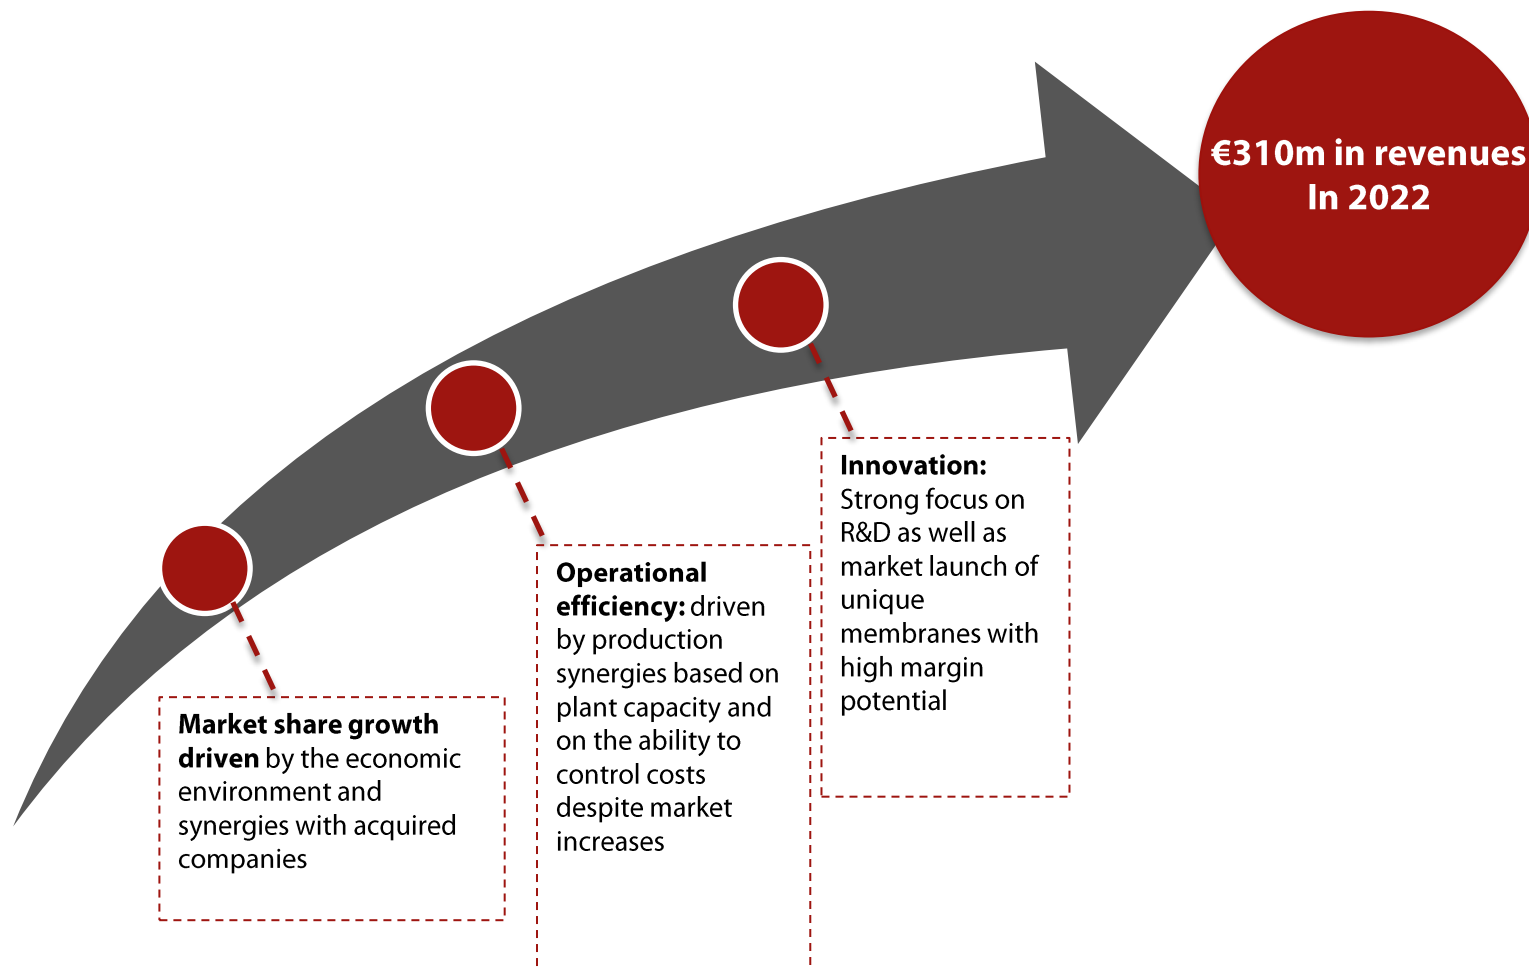 €310m in revenues
In 2022
Innovation:
Strong focus on
R&D as well as
market launch of
unique
membranes with
high margin
potential
Operational
efficiency: driven
by production
synergies based on
plant capacity and
on the ability to
control costs
despite market
increases
Market share growth
driven by the economic
environment and
synergies with acquired
companies